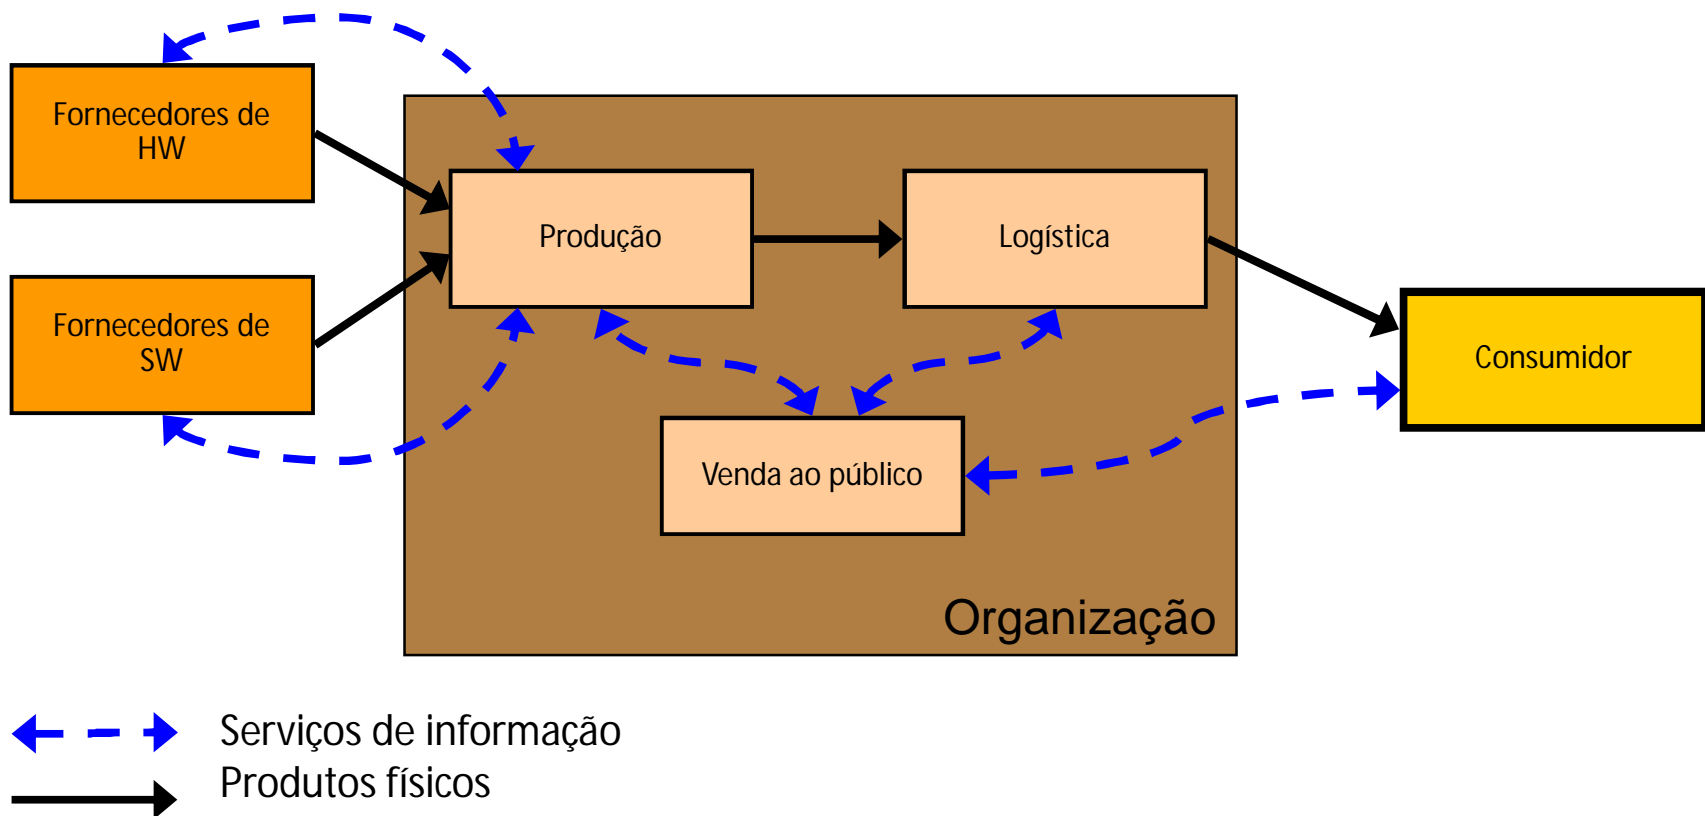 Fornecedores de
HW
Produção
Logística
Fornecedores de
SW
Consumidor
Venda ao público
Organização
Serviços de informação
Produtos físicos